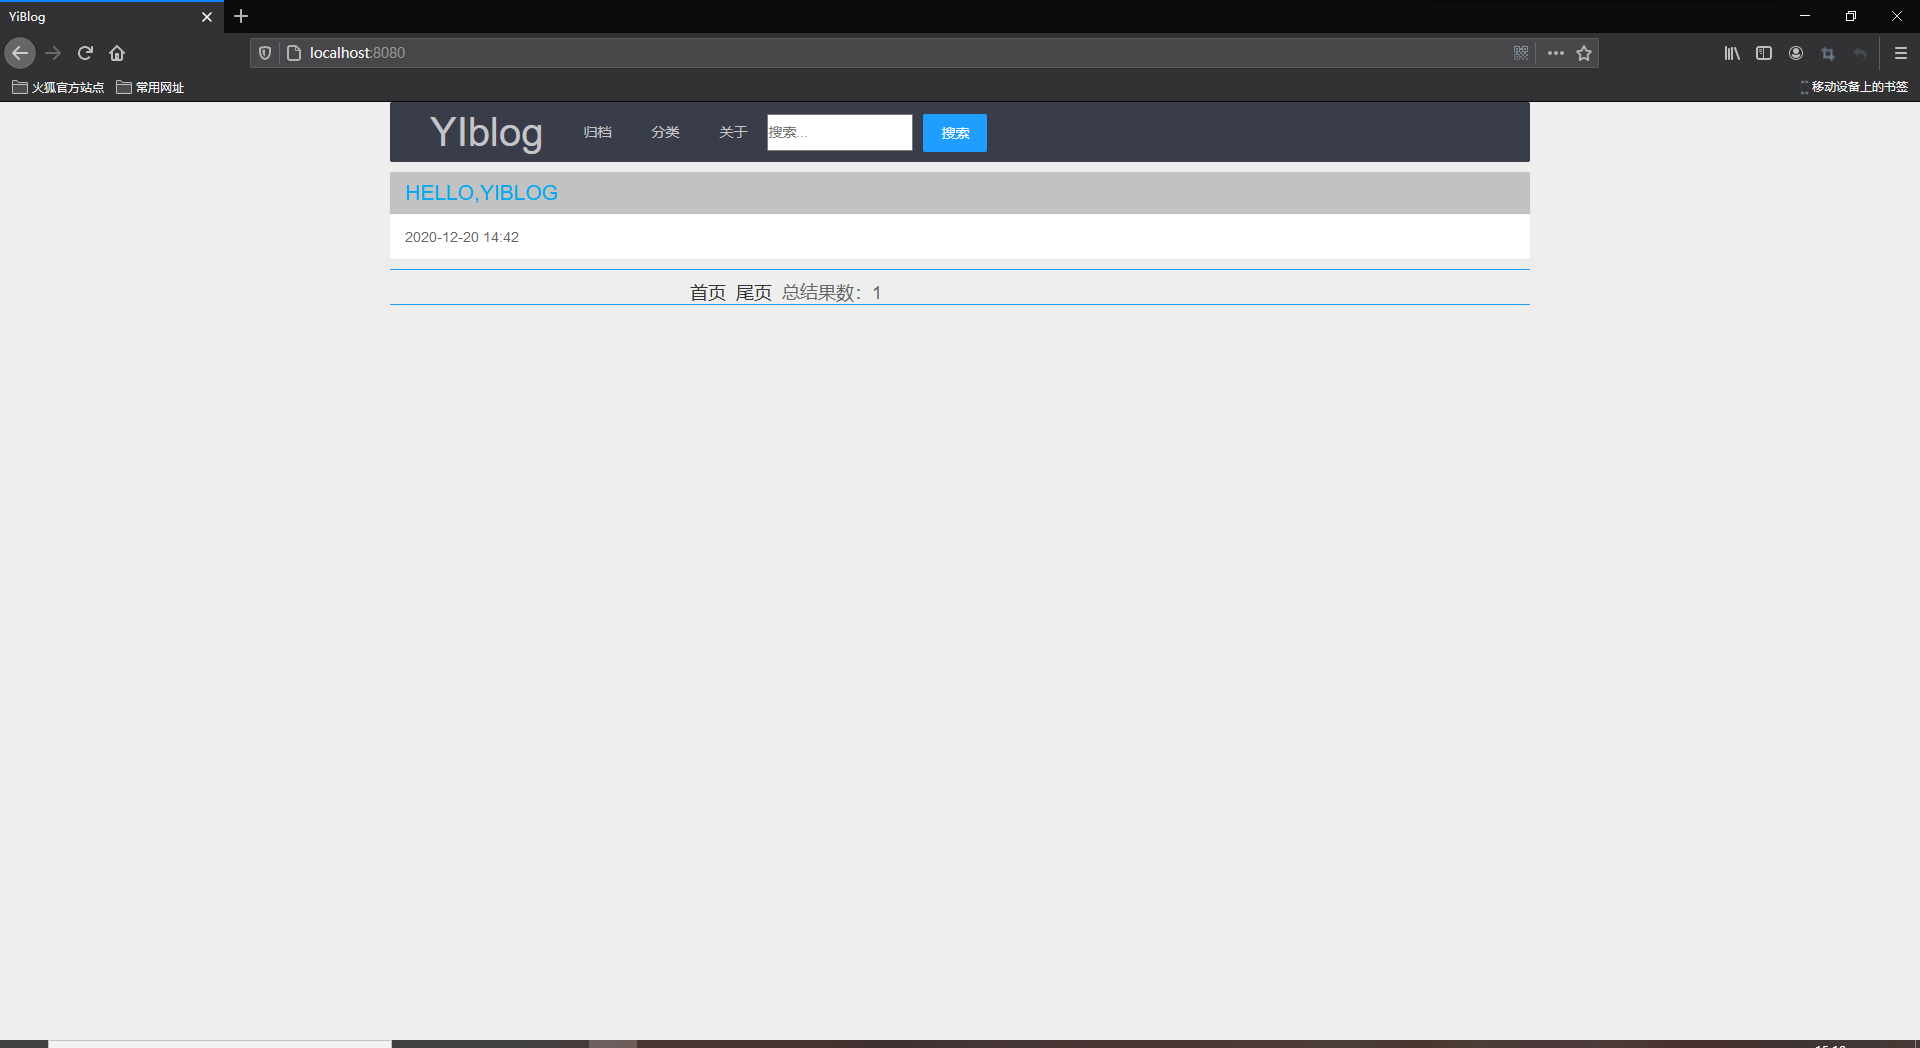 YiBlog
localhost:8080
火狐官方站点 常用网址 移动设备上的书签
YIblog 归档 分类 关于 搜索... 搜索
HELLO,YIBLOG
2020-12-20 14:42
首页 尾页 总结果数：1